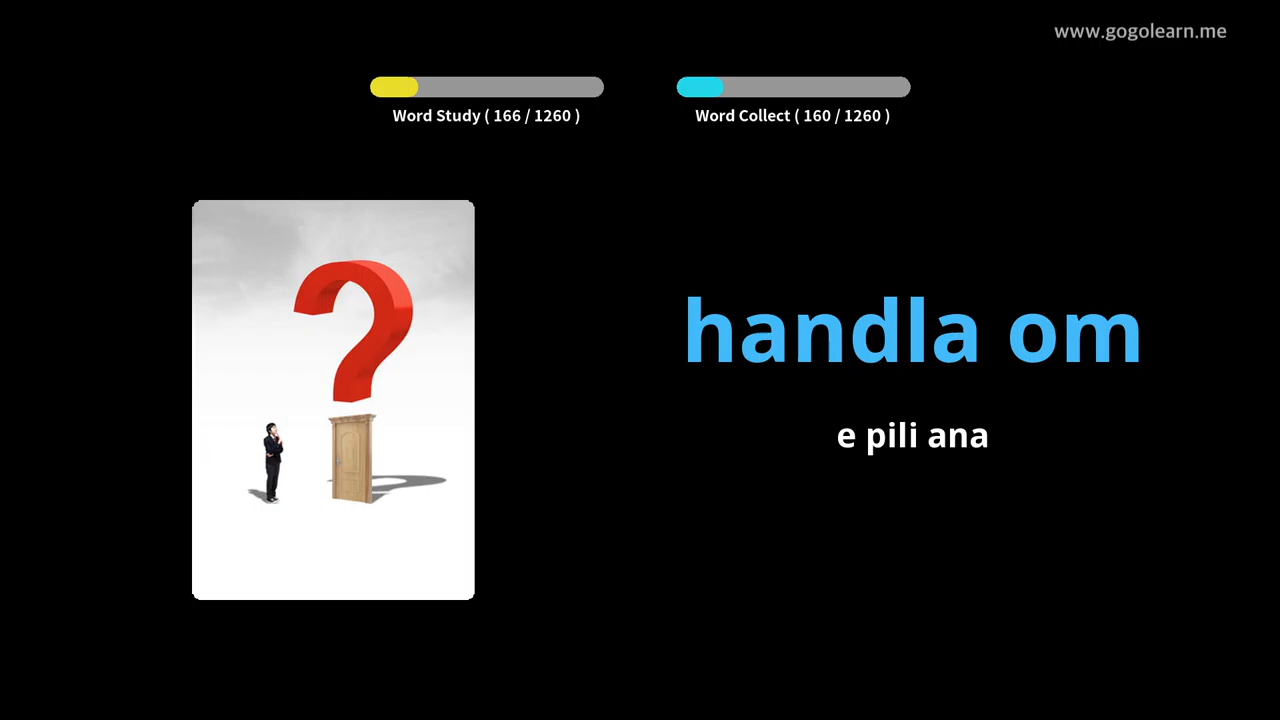 www.gogolearn.me
Word Study ( 166 / 1260 )
Word Collect ( 160 / 1260 )
?
handla om
e pili ana